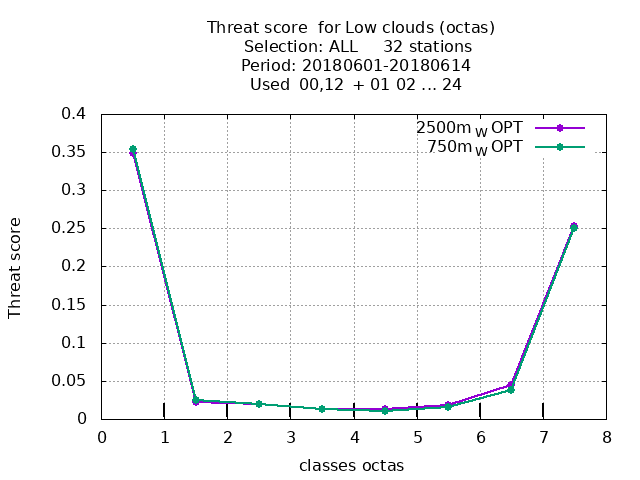 Threat score for Low clouds (octas)
Selection: ALL 32 stations
Period: 20180601-20180614
Used 00,12 + 01 02 ... 24
2500m W OPT
750m W OPT
0.4
0.35
0.3
0.25
0.2
0.15
0.1
0.05
0
Threat score
0 1 2 3 4 5 6 7 8
classes octas